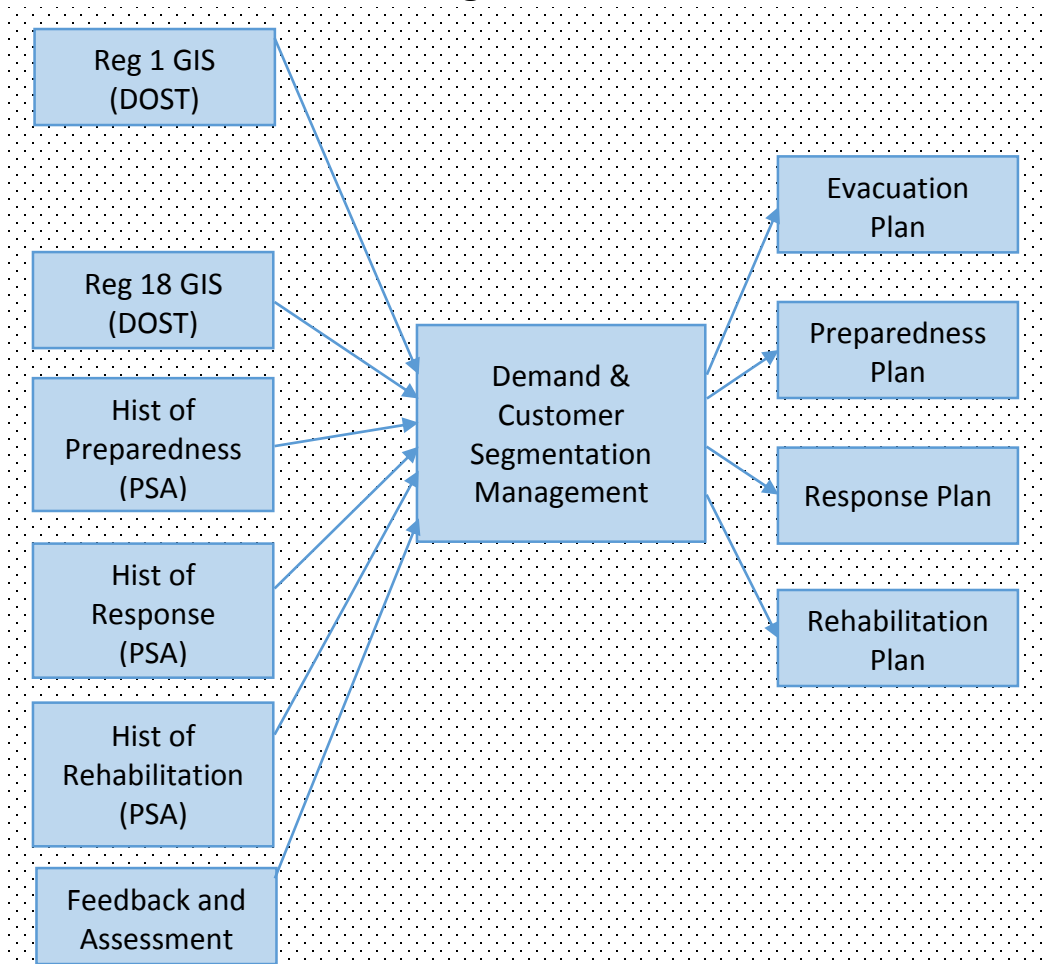 Reg 1 GIS
(DOST)
Reg 18 GIS
(DOST)
Hist of
Preparedness
(PSA)
Hist of
Response
(PSA)
Hist of
Rehabilitation
(PSA)
Feedback and
Assessment
Demand &
Customer
Segmentation
Management
Evacuation
Plan
Preparedness
Plan
Response Plan
Rehabilitation
Plan